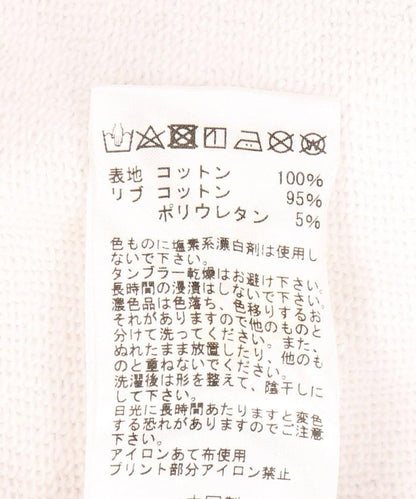 表地 コットン 100%
リブ コットン 95%
ポリウレタン 5%
色ものに塩素系漂白剤は使用し
ないで下さい。
タンブラー乾燥はお避け下さい。
長時間の浸漬はしないで下さい。
濃色品は色落ち、色移りするお
それがありますので他のものと
分けて洗ってください。また、
ぬれたまま放置したり、他のも
のと重ねないでください。
洗濯後は形を整えて、陰干しに
して下さい。
日光に長時間あたりますと変色
する恐れがありますのでご注意
下さい。
アイロンあて布使用
プリント部分アイロン禁止